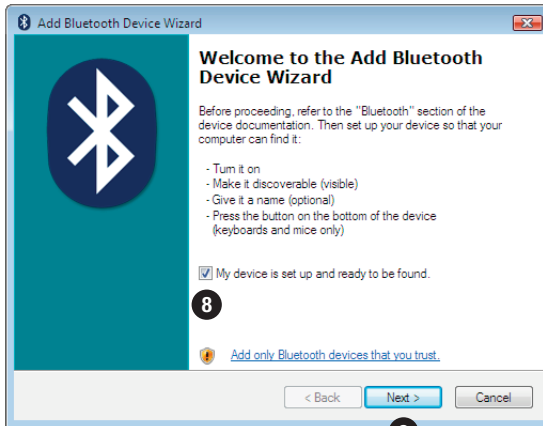 Add Bluetooth Device Wizard
Welcome to the Add Bluetooth
Device Wizard
Before proceeding, refer to the "Bluetooth" section of the
device documentation. Then set up your device so that your
computer can find it:
- Turn it on
- Make it discoverable (visible)
- Give it a name (optional)
- Press the button on the bottom of the device
(keyboards and mice only)
My device is set up and ready to be found.
8
Add only Bluetooth devices that you trust.
< Back Next > Cancel